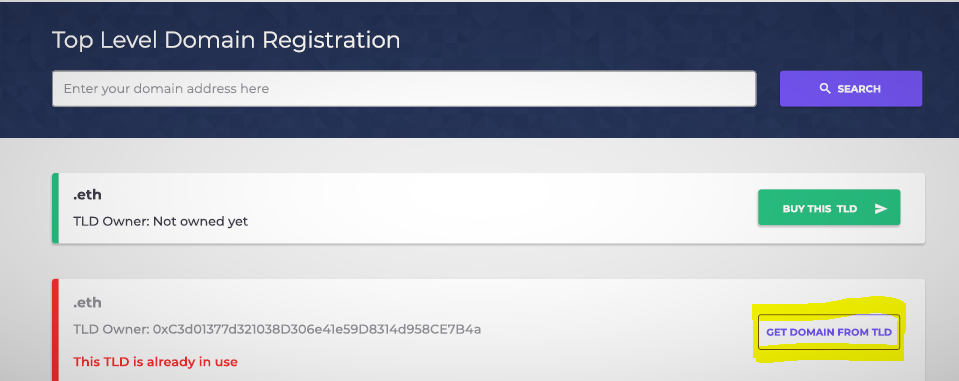 Top Level Domain Registration
Enter your domain address here
SEARCH
.eth
TLD Owner: Not owned yet
BUY THIS TLD
.eth
TLD Owner: 0xC3d01377d321038D306e41e59D8314d958CE7B4a
GET DOMAIN FROM TLD
This TLD is already in use